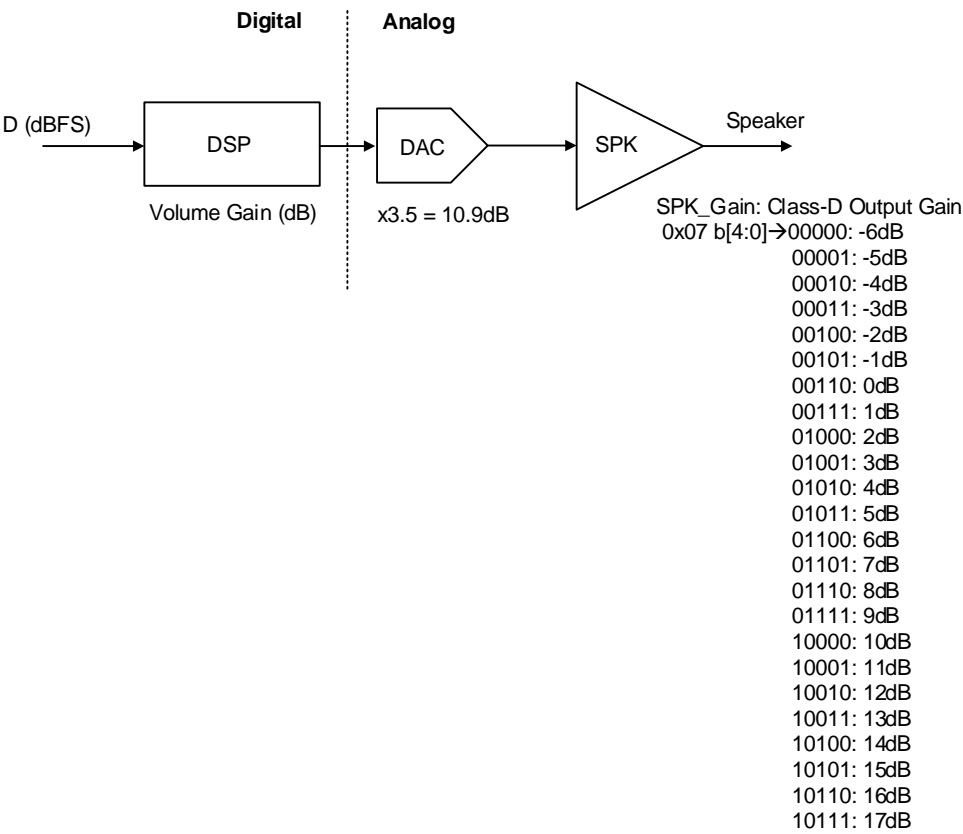 Digital Analog
D (dBFS)
DSP
DAC
SPK
Speaker
Volume Gain (dB)
x3.5 = 10.9dB
SPK_Gain: Class-D Output Gain
0x07 b[4:0]→00000: -6dB
00001: -5dB
00010: -4dB
00011: -3dB
00100: -2dB
00101: -1dB
00110: 0dB
00111: 1dB
01000: 2dB
01001: 3dB
01010: 4dB
01011: 5dB
01100: 6dB
01101: 7dB
01110: 8dB
01111: 9dB
10000: 10dB
10001: 11dB
10010: 12dB
10011: 13dB
10100: 14dB
10101: 15dB
10110: 16dB
10111: 17dB